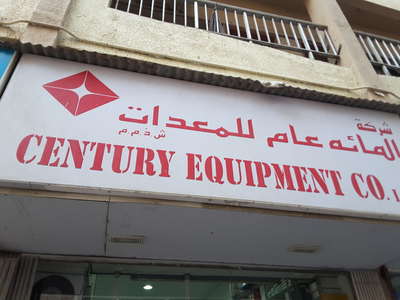 شركة
المائه عام للمعدات
ش.ذ.م.م
CENTURY EQUIPMENT CO.